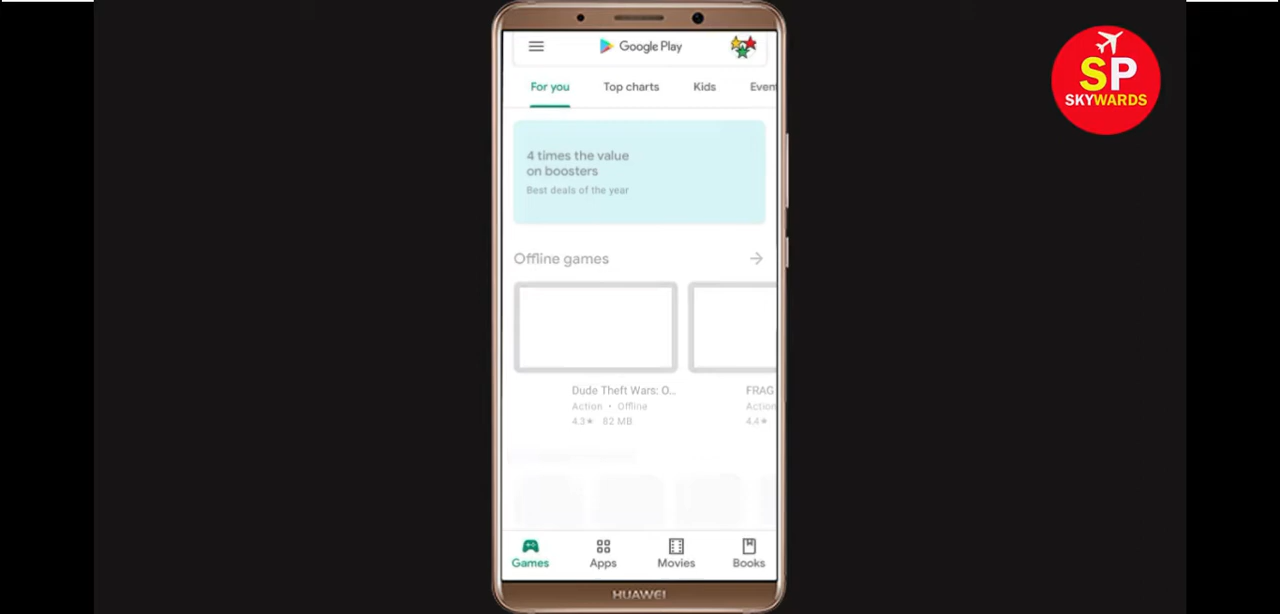 Google Play
For you
Top charts
Kids
Even
4 times the value
on boosters
Best deals of the year
Offline games
Dude Theft Wars: O...
Action • Offline
4.3★ 82 MB
FRAG
Action
4.4★
Games
Apps
Movies
Books
HUAWEI
SP
SKYWARDS